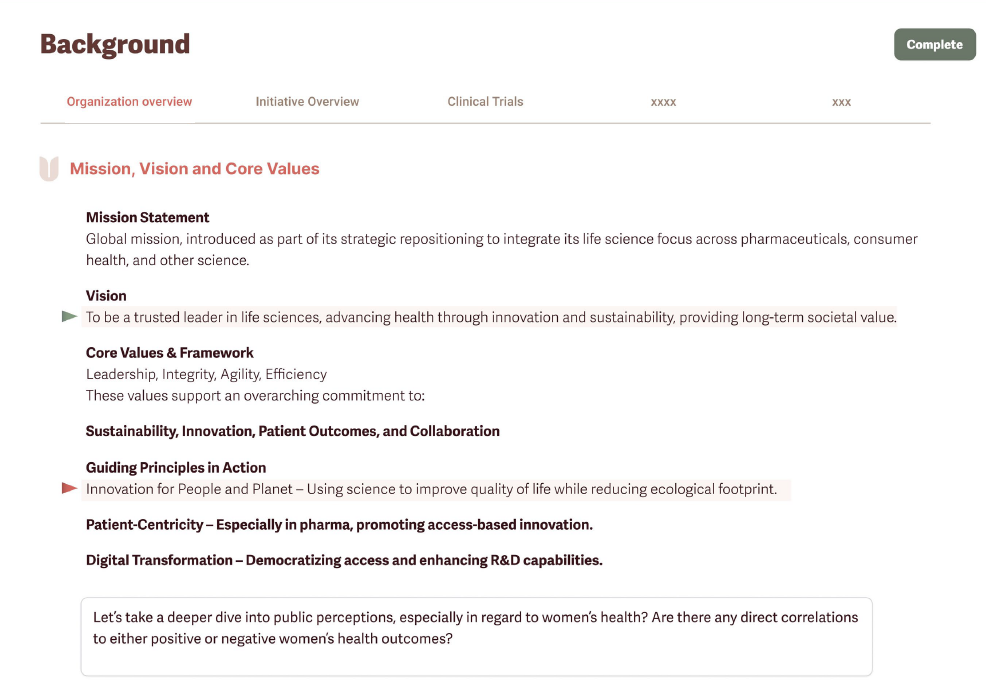 Background
Complete
Organization overview
Initiative Overview
Clinical Trials
xxxx
xxx
Mission, Vision and Core Values
Mission Statement
Global mission, introduced as part of its strategic repositioning to integrate its life science focus across pharmaceuticals, consumer
health, and other science.
Vision
To be a trusted leader in life sciences, advancing health through innovation and sustainability, providing long-term societal value.
Core Values & Framework
Leadership, Integrity, Agility, Efficiency
These values support an overarching commitment to:
Sustainability, Innovation, Patient Outcomes, and Collaboration
Guiding Principles in Action
Innovation for People and Planet – Using science to improve quality of life while reducing ecological footprint.
Patient-Centricity – Especially in pharma, promoting access-based innovation.
Digital Transformation – Democratizing access and enhancing R&D capabilities.
Let’s take a deeper dive into public perceptions, especially in regard to women’s health? Are there any direct correlations
to either positive or negative women’s health outcomes?